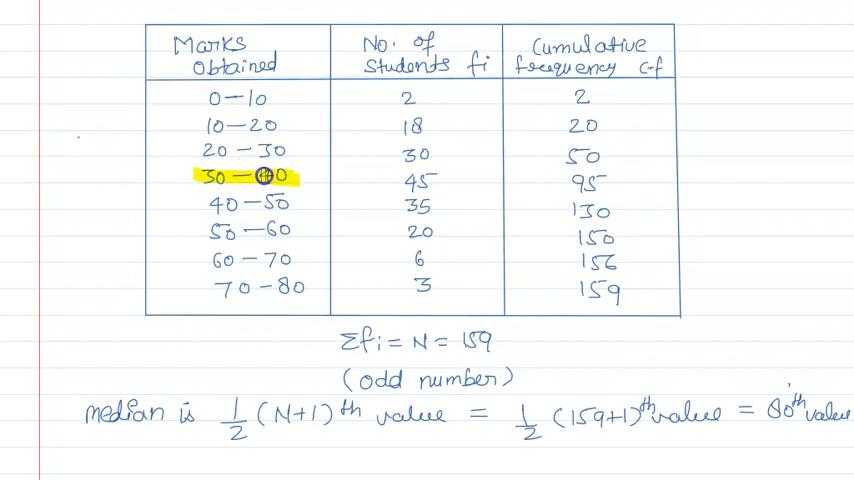 Marks Obtained | No. of Students fi | Cumulative frequency c.f
0-10 | 2 | 2
10-20 | 18 | 20
20-30 | 30 | 50
30-40 | 45 | 95
40-50 | 35 | 130
50-60 | 20 | 150
60-70 | 6 | 156
70-80 | 3 | 159
Σfi = N = 159
(odd number)
median is 1/2 (N+1)th value = 1/2 (159+1)th value = 80th value